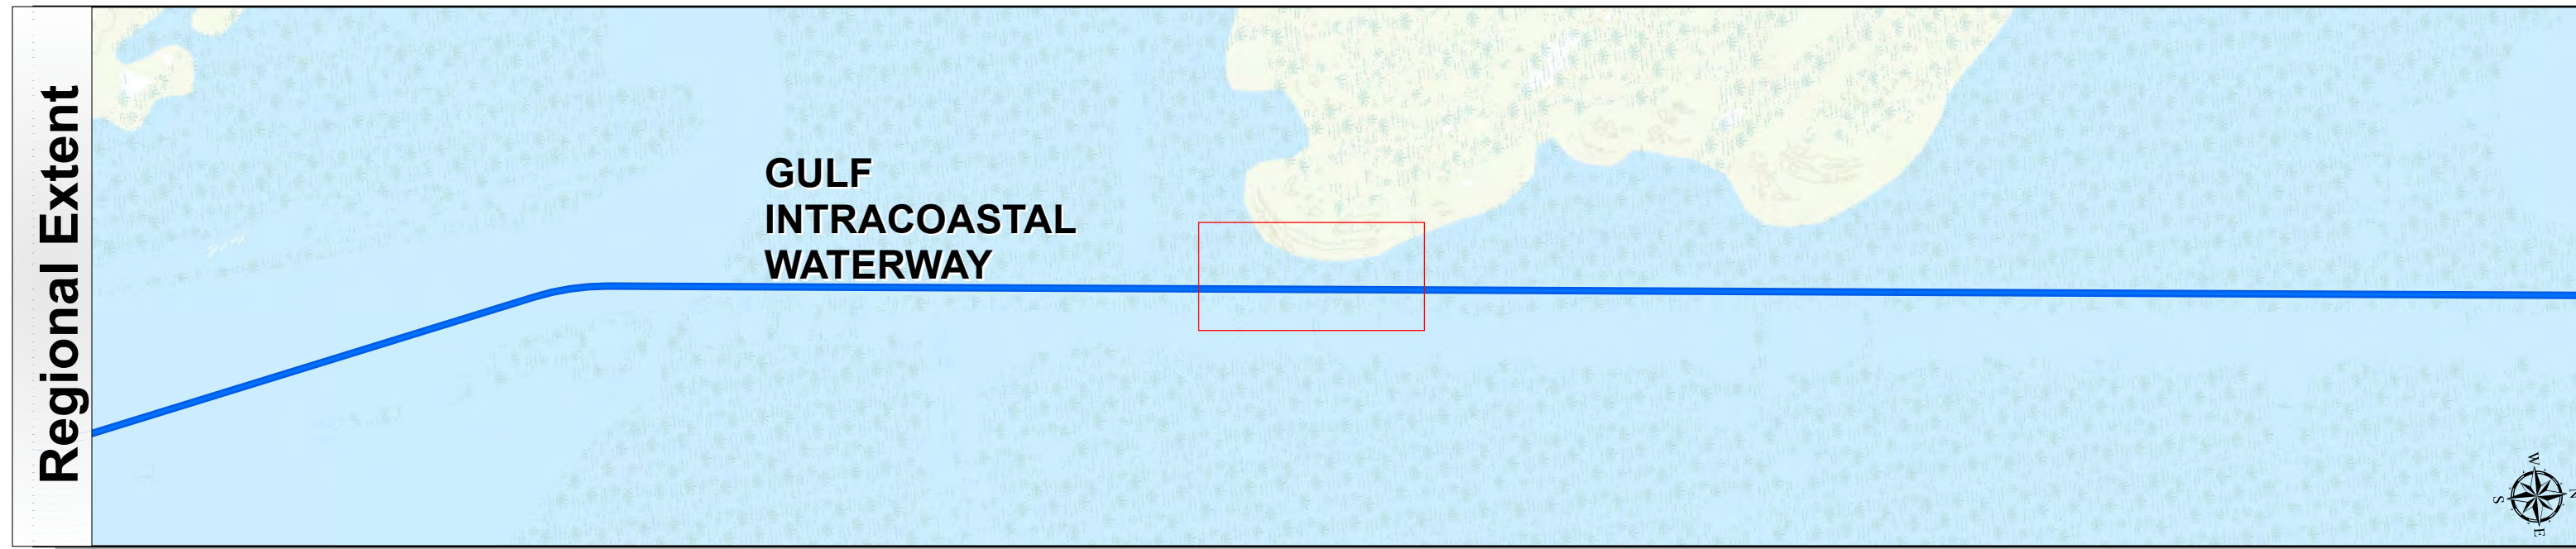 Regional Extent
GULF
INTRACOASTAL
WATERWAY
W
S
N
E